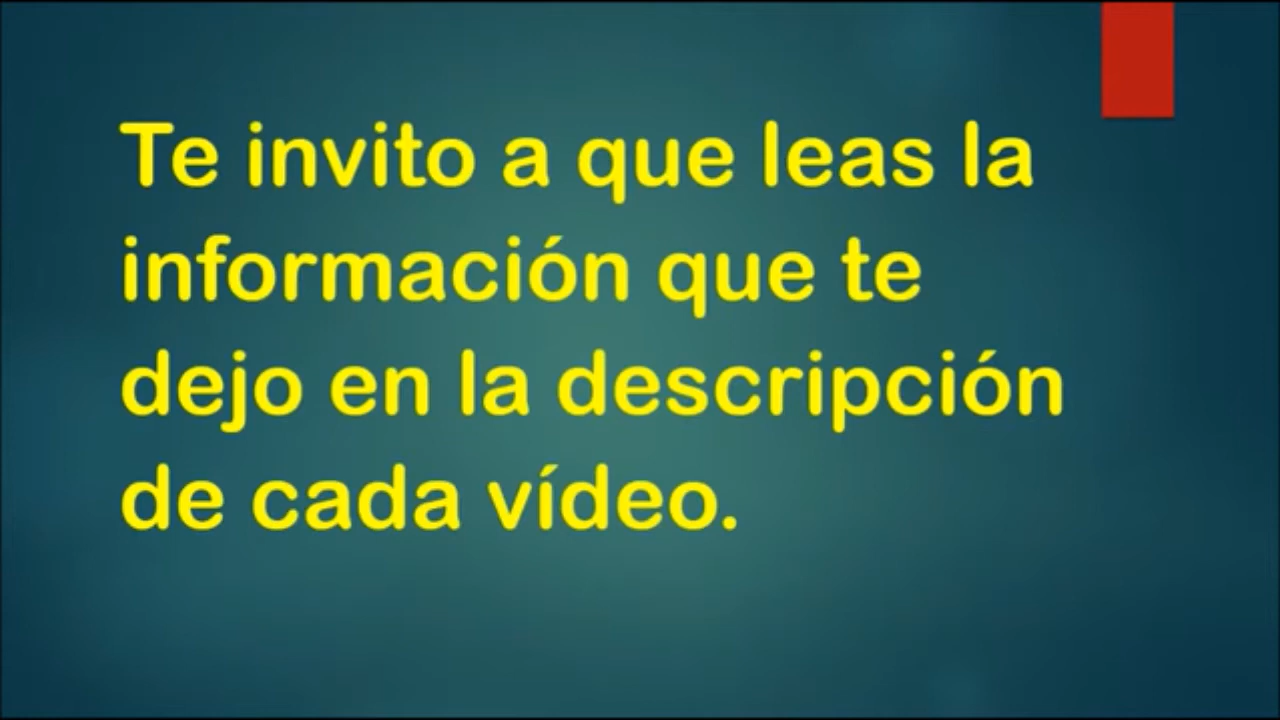 Te invito a que leas la
información que te
dejo en la descripción
de cada vídeo.